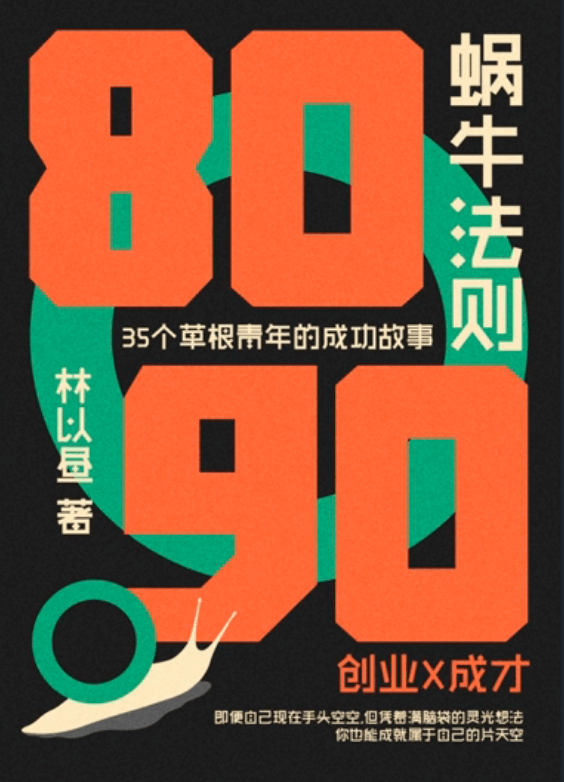 80
蜗牛法则
35个草根青年的成功故事
90
林以昼 著
创业X成才
即便自己现在手头空空,但凭着满脑袋的灵光想法
你也能成就属于自己的片天空